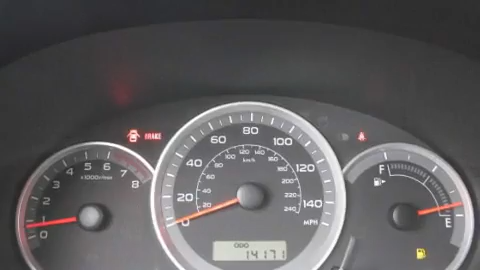 BRAKE A
0 1 2 3 4 5 6 7 8
x1000r/min
0 20 40 60 80 100 120 140
MPH
20 40 60 80 100 120 140 160 180 200 220 240
km/h
ODO
14171
F
E